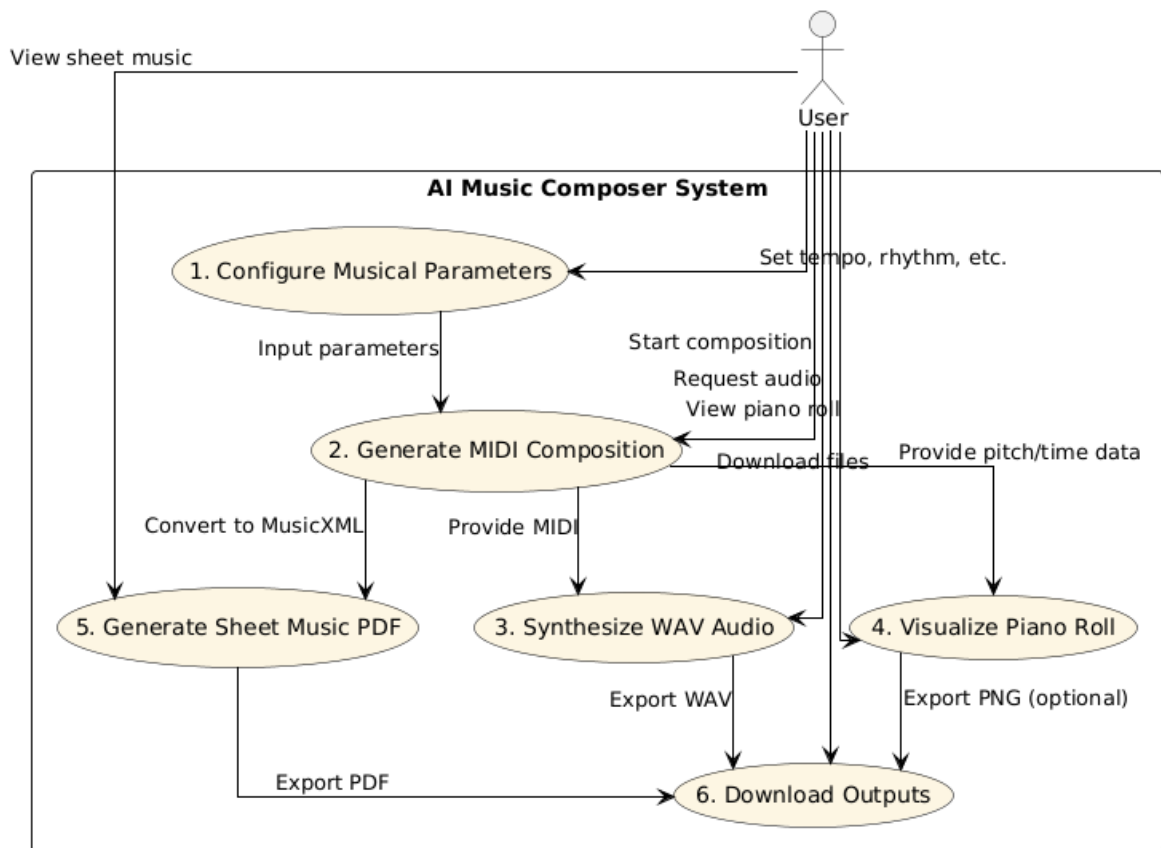 View sheet music
User
AI Music Composer System
1. Configure Musical Parameters
Set tempo, rhythm, etc.
Input parameters
Start composition
Request audio
View piano roll
2. Generate MIDI Composition
Download files
Provide pitch/time data
Convert to MusicXML
Provide MIDI
5. Generate Sheet Music PDF
3. Synthesize WAV Audio
4. Visualize Piano Roll
Export WAV
Export PNG (optional)
Export PDF
6. Download Outputs